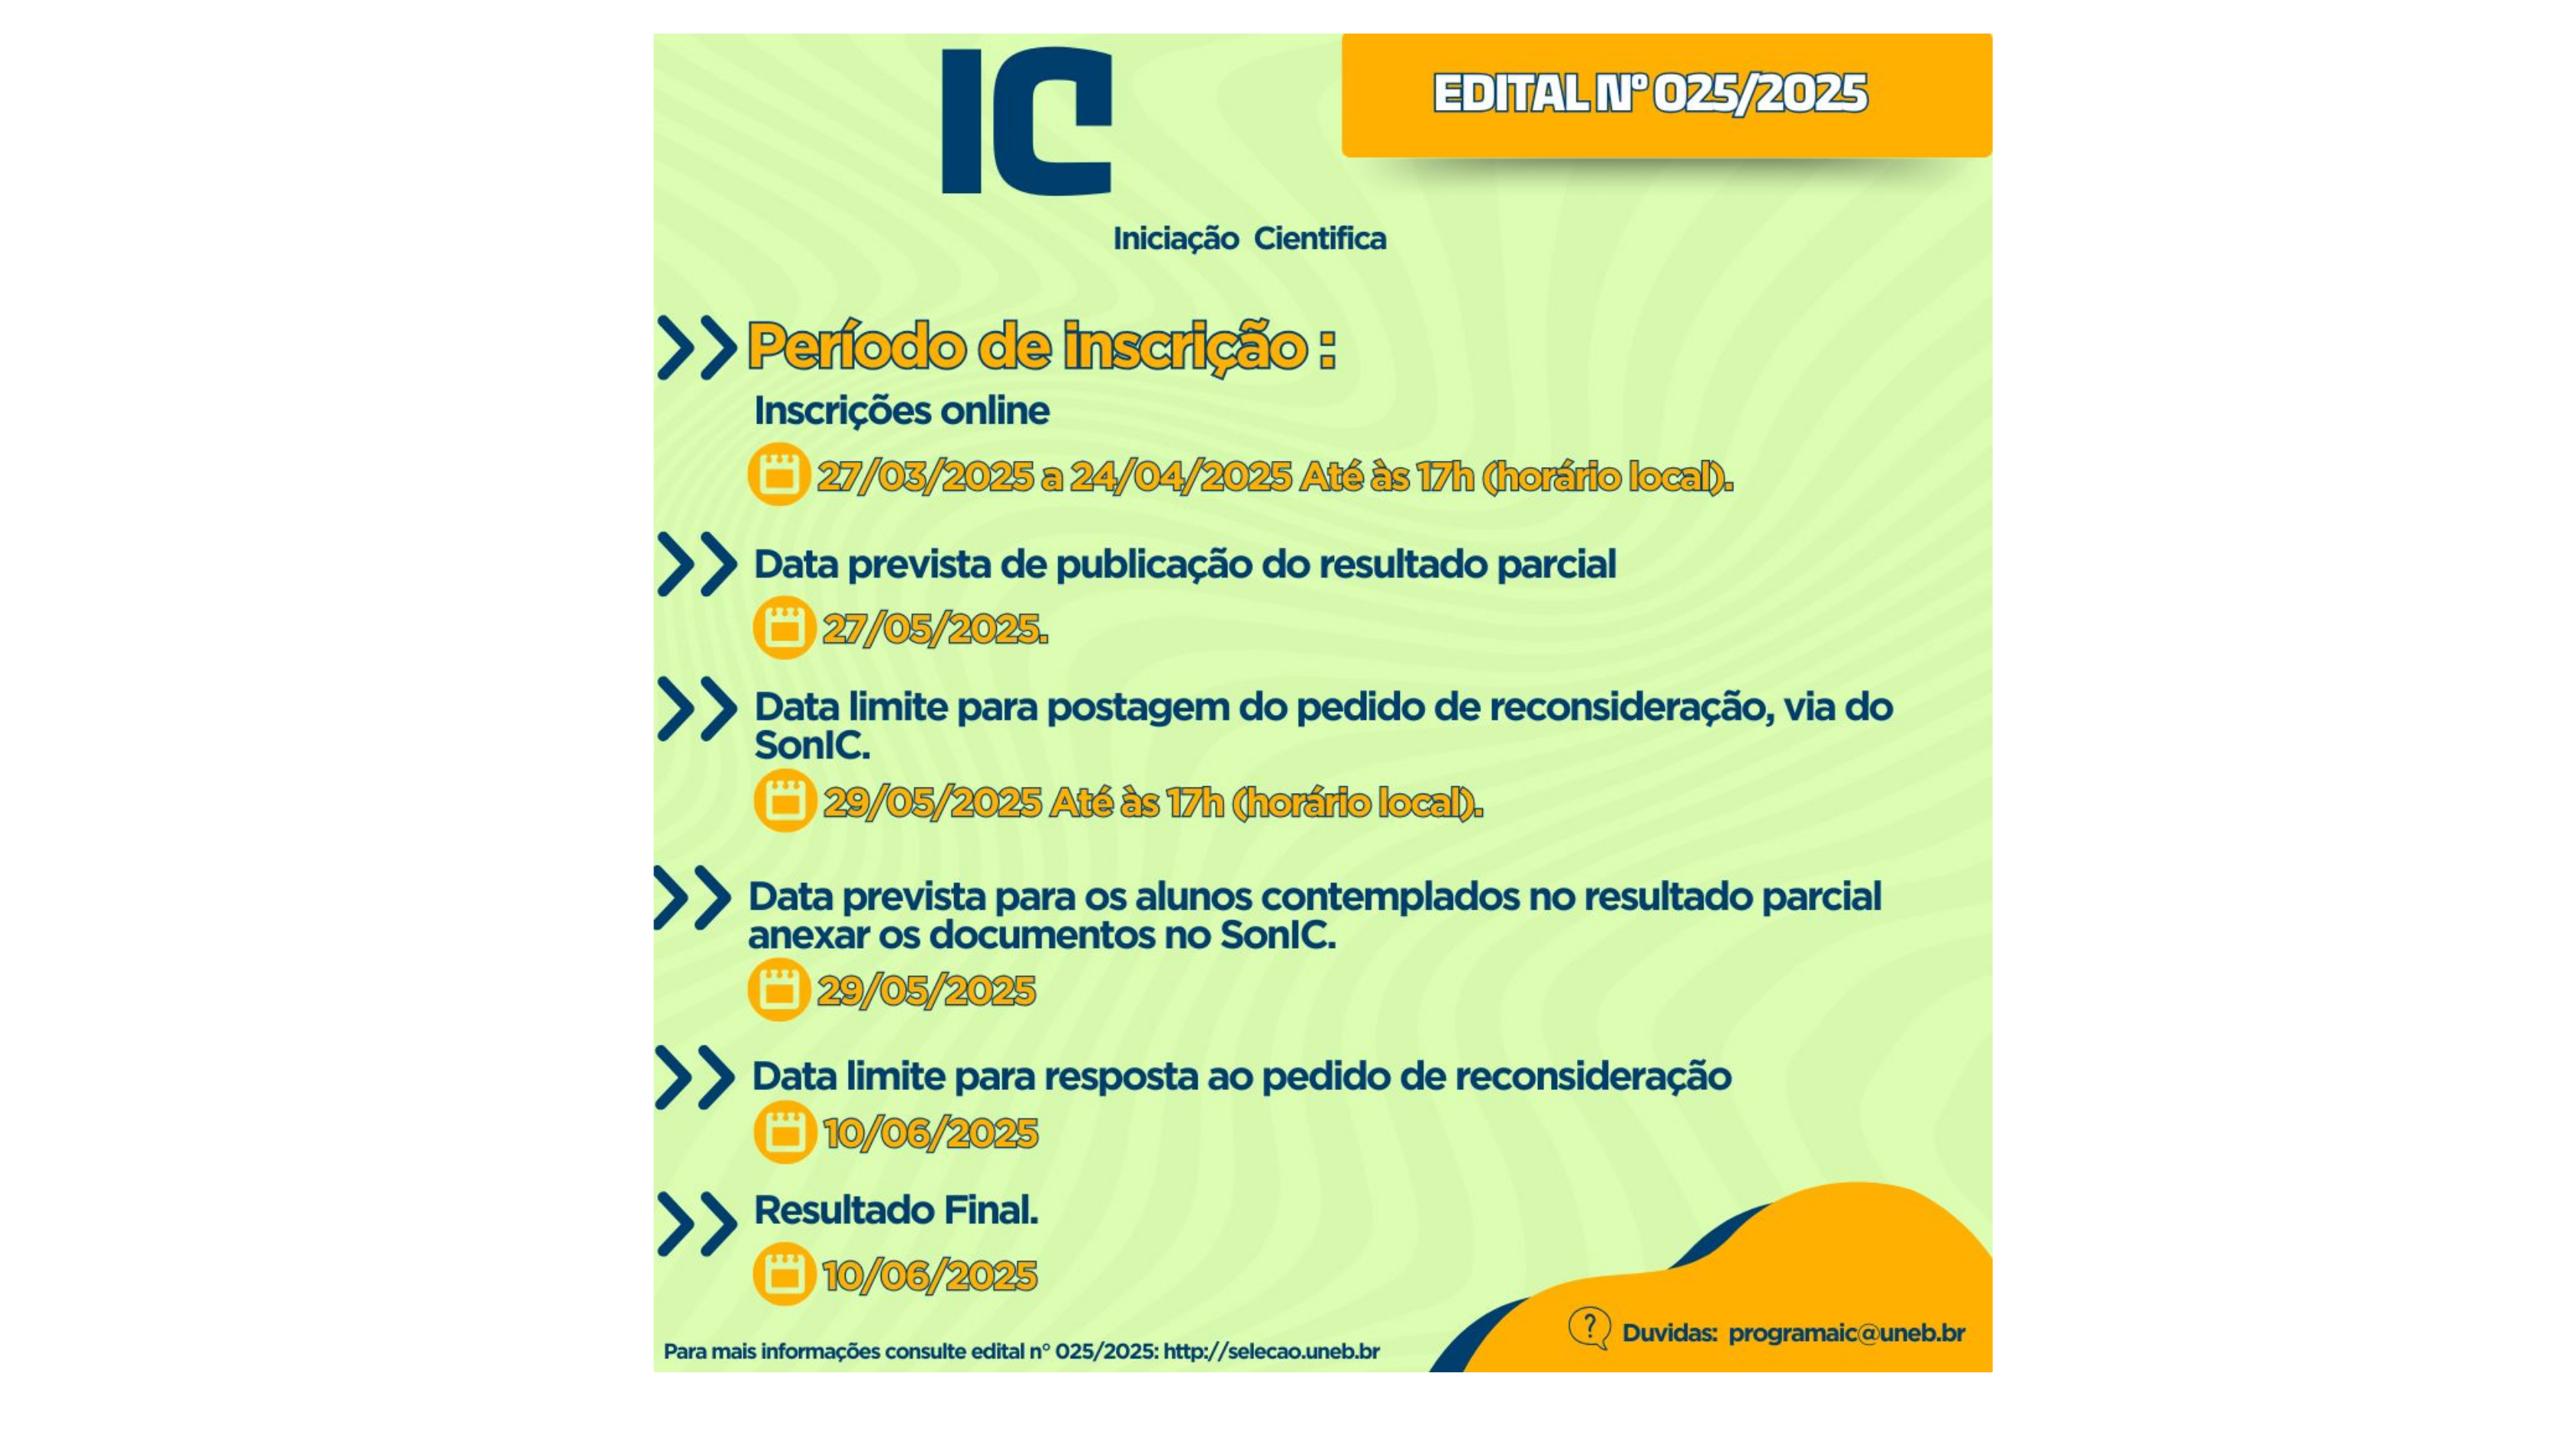 IC
EDITAL Nº 025/2025
Iniciação Cientifica
Período de inscrição :
Inscrições online
27/03/2025 a 24/04/2025 Até às 17h (horário local).
Data prevista de publicação do resultado parcial
27/05/2025.
Data limite para postagem do pedido de reconsideração, via do
SonIC.
29/05/2025 Até às 17h (horário local).
Data prevista para os alunos contemplados no resultado parcial
anexar os documentos no SonIC.
29/05/2025
Data limite para resposta ao pedido de reconsideração
10/06/2025
Resultado Final.
10/06/2025
Para mais informações consulte edital n° 025/2025: http://selecao.uneb.br
? Duvidas: programaic@uneb.br